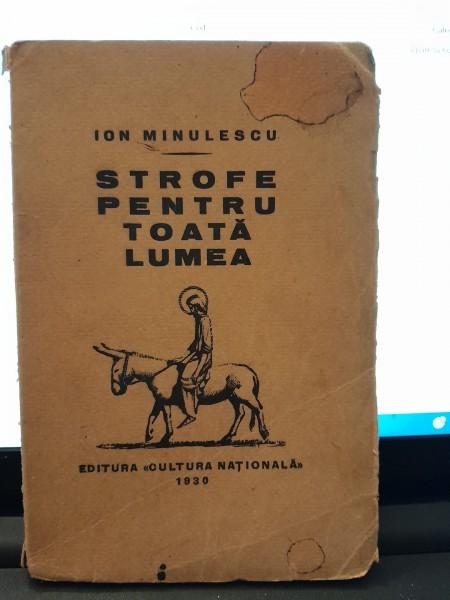 ION MINULESCU
STROFE
PENTRU
TOATĂ
LUMEA
EDITURA «CULTURA NAȚIONALĂ»
1930